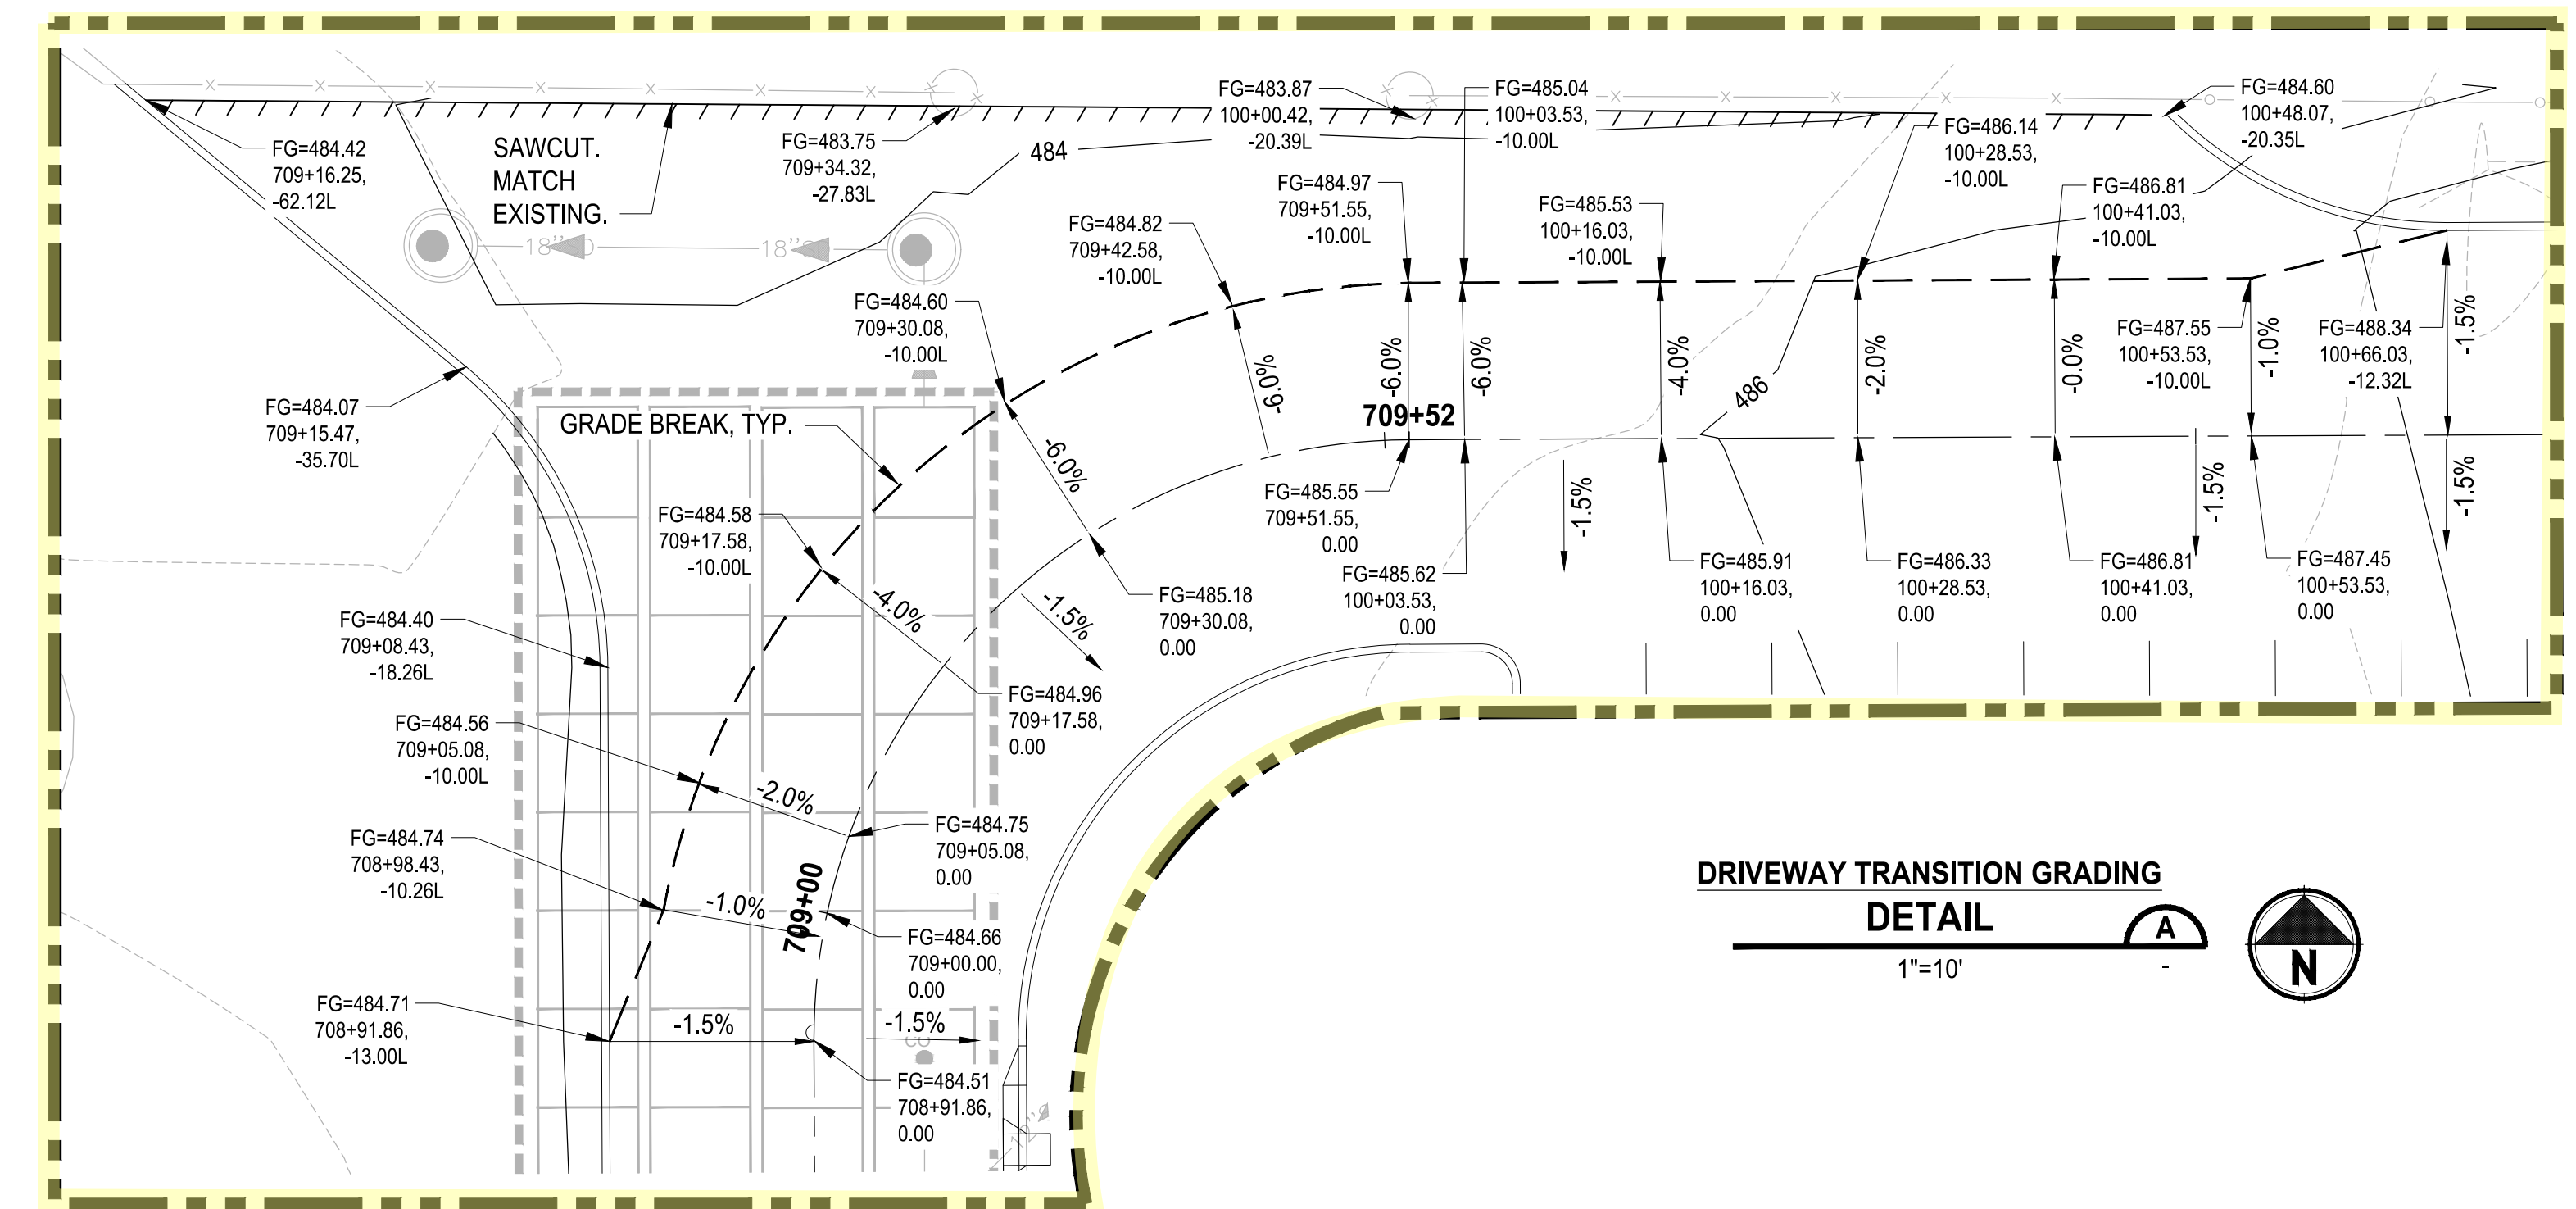 FG=484.42
709+16.25,
-62.12L
SAWCUT.
MATCH
EXISTING.
FG=483.75
709+34.32,
-27.83L
484
FG=483.87
100+00.42,
-20.39L
FG=485.04
100+03.53,
-10.00L
FG=484.60
100+48.07,
-20.35L
FG=486.14
100+28.53,
-10.00L
FG=484.97
709+51.55,
-10.00L
FG=485.53
100+16.03,
-10.00L
FG=486.81
100+41.03,
-10.00L
FG=484.82
709+42.58,
-10.00L
18"SD
18"SD
FG=484.60
709+30.08,
-10.00L
FG=487.55
100+53.53,
-10.00L
FG=488.34
100+66.03,
-12.32L
-6.0%
-6.0%
-6.0%
-4.0%
-2.0%
-0.0%
-1.0%
-1.5%
486
709+52
FG=484.07
709+15.47,
-35.70L
GRADE BREAK, TYP.
-6.0%
-1.5%
-1.5%
-1.5%
FG=485.55
709+51.55,
0.00
FG=484.58
709+17.58,
-10.00L
FG=485.62
100+03.53,
0.00
FG=485.91
100+16.03,
0.00
FG=486.33
100+28.53,
0.00
FG=486.81
100+41.03,
0.00
FG=487.45
100+53.53,
0.00
-4.0%
-1.5%
FG=485.18
709+30.08,
0.00
FG=484.40
709+08.43,
-18.26L
FG=484.96
709+17.58,
0.00
FG=484.56
709+05.08,
-10.00L
-2.0%
FG=484.75
709+05.08,
0.00
FG=484.74
708+98.43,
-10.26L
-1.0%
709+00
FG=484.66
709+00.00,
0.00
FG=484.71
708+91.86,
-13.00L
-1.5%
-1.5%
CO
FG=484.51
708+91.86,
0.00
DRIVEWAY TRANSITION GRADING
DETAIL
A
1"=10'
-
N